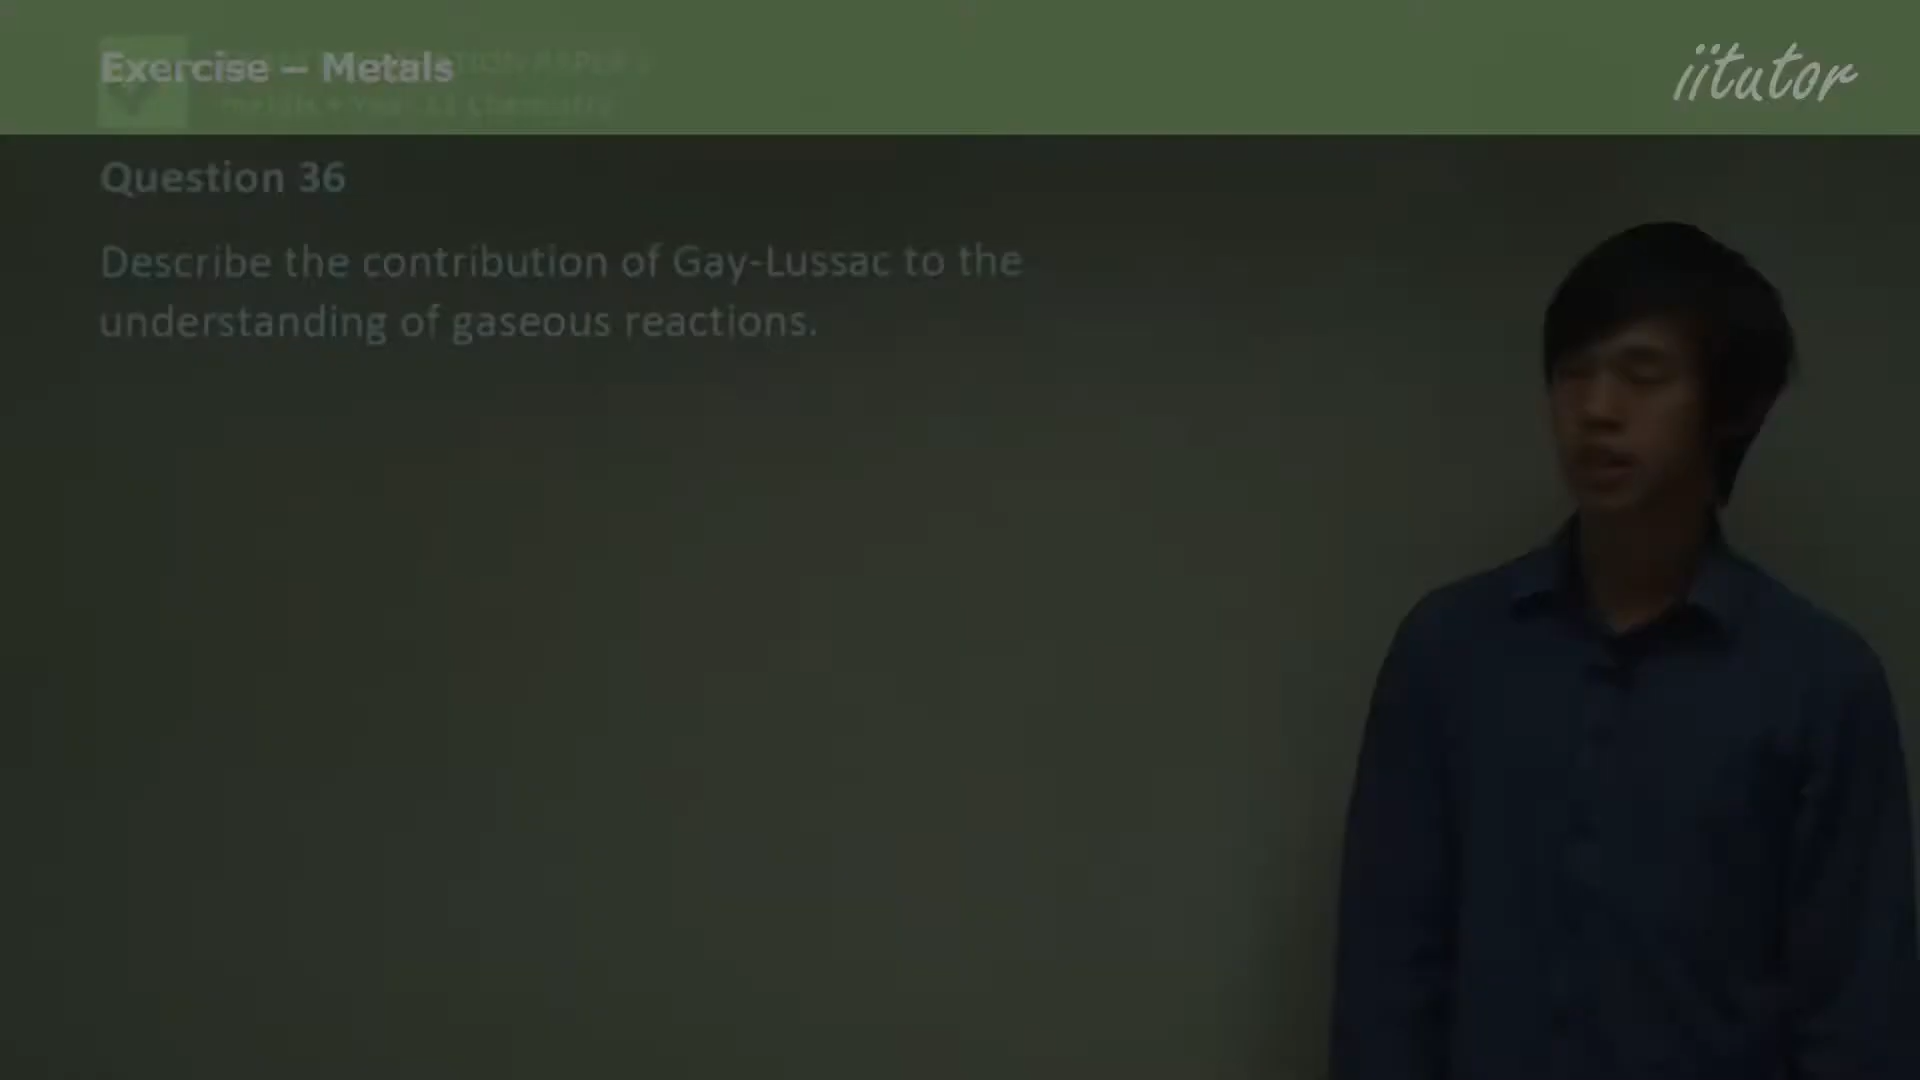 Exercise – Metals
iitutor
Question 36
Describe the contribution of Gay-Lussac to the
understanding of gaseous reactions.